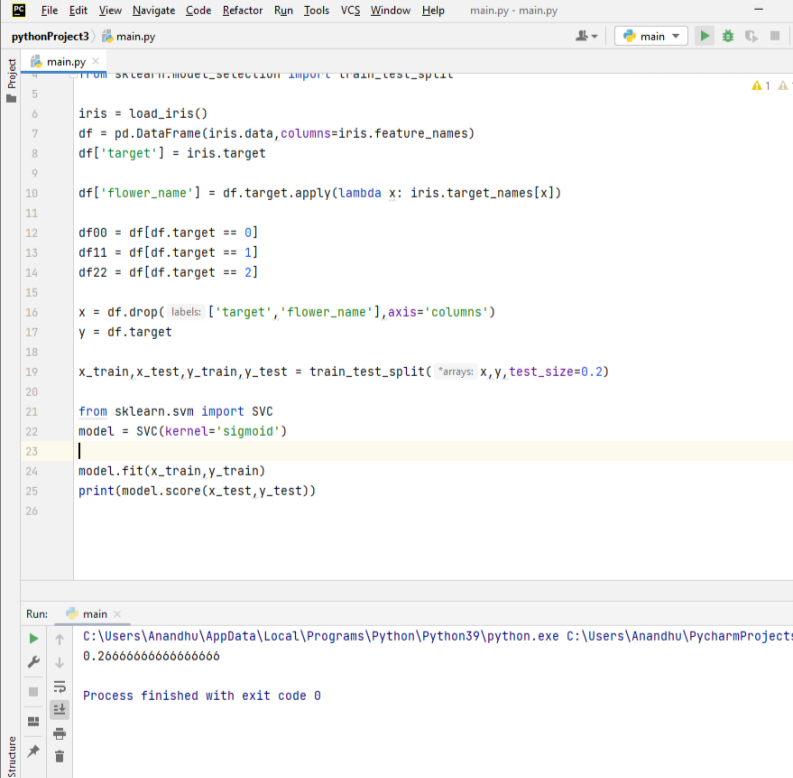 PC File Edit View Navigate Code Refactor Run Tools VCS Window Help main.py - main.py
pythonProject3 main.py main
Project
main.py
4 from sklearn.model_selection import train_test_split
5
6 iris = load_iris()
7 df = pd.DataFrame(iris.data,columns=iris.feature_names)
8 df['target'] = iris.target
9
10 df['flower_name'] = df.target.apply(lambda x: iris.target_names[x])
11
12 df00 = df[df.target == 0]
13 df11 = df[df.target == 1]
14 df22 = df[df.target == 2]
15
16 x = df.drop( labels: ['target','flower_name'],axis='columns')
17 y = df.target
18
19 x_train,x_test,y_train,y_test = train_test_split( *arrays: x,y,test_size=0.2)
20
21 from sklearn.svm import SVC
22 model = SVC(kernel='sigmoid')
23
24 model.fit(x_train,y_train)
25 print(model.score(x_test,y_test))
26
1
Run: main
C:\Users\Anandhu\AppData\Local\Programs\Python\Python39\python.exe C:\Users\Anandhu\PycharmProjects
0.26666666666666666
Process finished with exit code 0
Structure